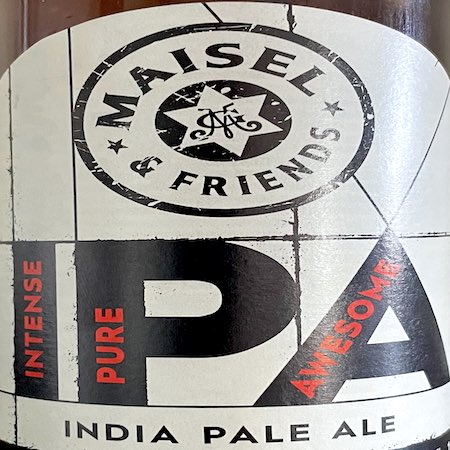 MAISEL
& FRIENDS
IPA
INTENSE
PURE
AWESOME
INDIA PALE ALE